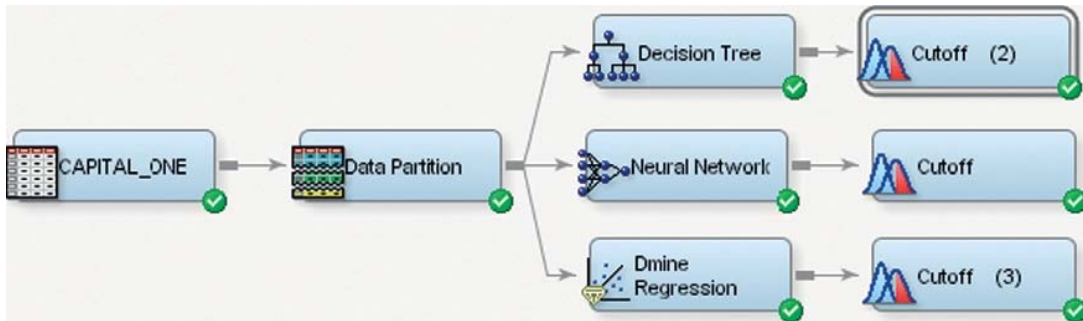 CAPITAL_ONE
Data Partition
Decision Tree
Cutoff (2)
Neural Network
Cutoff
Dmine
Regression
Cutoff (3)